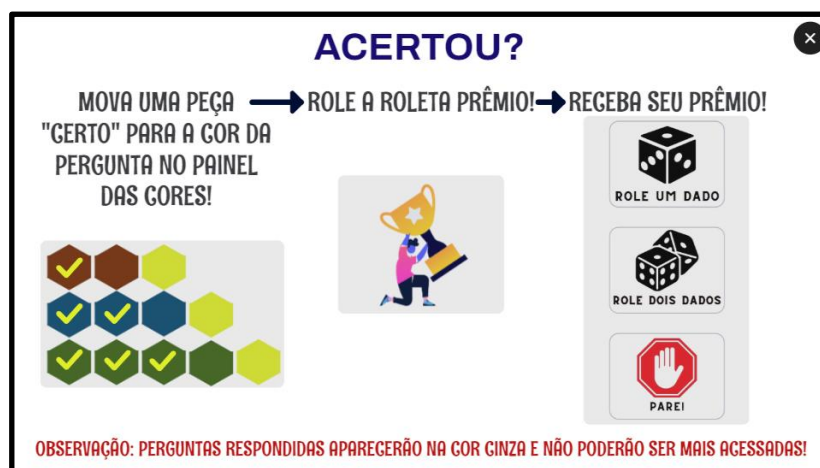 ACERTOU?
MOVA UMA PEÇA
"CERTO" PARA A COR DA
PERGUNTA NO PAINEL
DAS CORES!
ROLE A ROLETA PRÊMIO!
RECEBA SEU PRÊMIO!
ROLE UM DADO
ROLE DOIS DADOS
PARE!
OBSERVAÇÃO: PERGUNTAS RESPONDIDAS APARECERÃO NA COR CINZA E NÃO PODERÃO SER MAIS ACESSADAS!